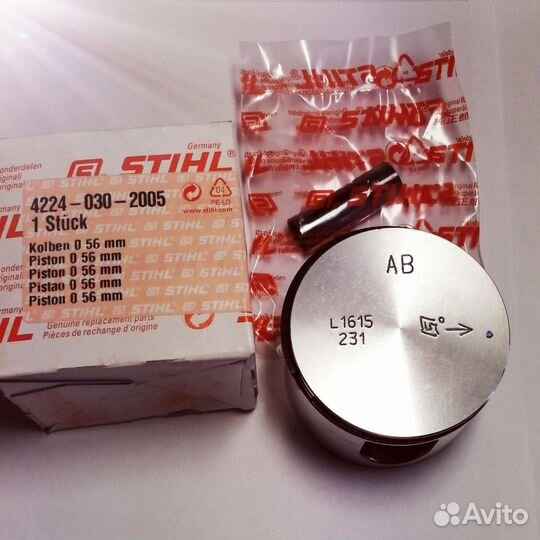 Germany
STIHL®
4224-030-2005
1 Stück
Kolben 0 56 mm
Piston 0 56 mm
Piston 0 56 mm
Pistao 0 56 mm
Piston 0 56 mm
04
PE-LD
www.stihl.com
STIHL
Genuine replacement parts
Pièces de rechange d'origine
STIHL
AB
L1615
231
Avito